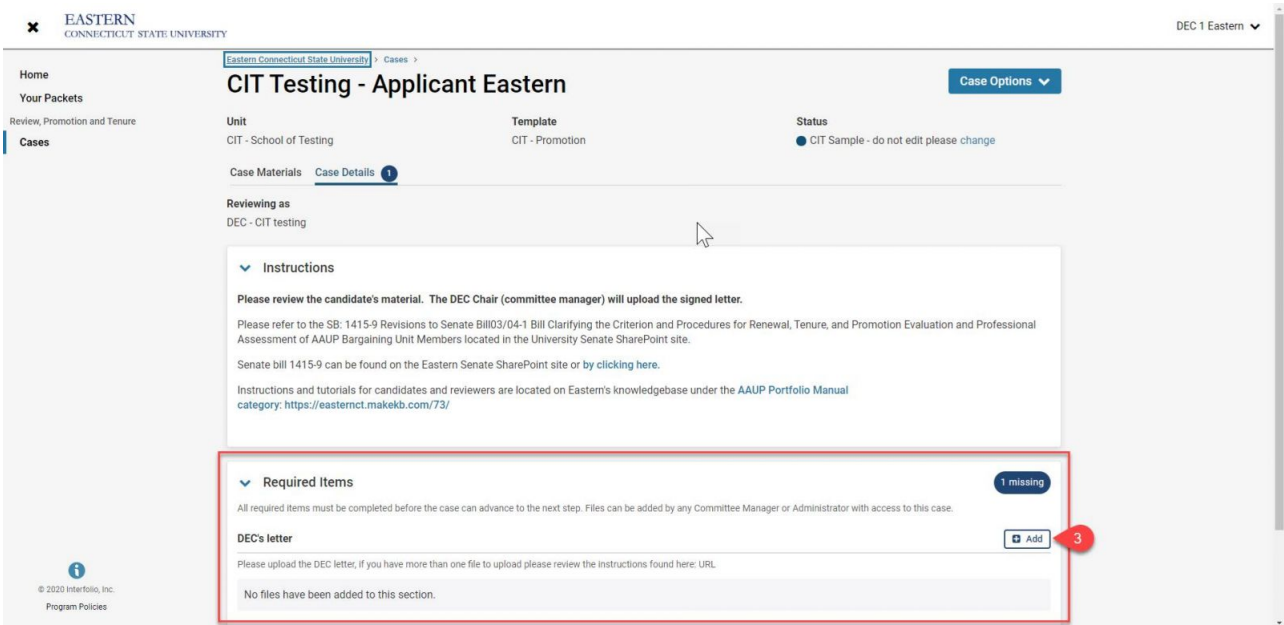 EASTERN
CONNECTICUT STATE UNIVERSITY
DEC 1 Eastern
Home
Your Packets
Review, Promotion and Tenure
Cases
Eastern Connecticut State University > Cases >
CIT Testing - Applicant Eastern
Case Options
Unit
Template
Status
CIT - School of Testing
CIT - Promotion
CIT Sample - do not edit please change
Case Materials Case Details 1
Reviewing as
DEC - CIT testing
Instructions
Please review the candidate's material. The DEC Chair (committee manager) will upload the signed letter.
Please refer to the SB: 1415-9 Revisions to Senate Bill03/04-1 Bill Clarifying the Criterion and Procedures for Renewal, Tenure, and Promotion Evaluation and Professional
Assessment of AAUP Bargaining Unit Members located in the University Senate SharePoint site.
Senate bill 1415-9 can be found on the Eastern Senate SharePoint site or by clicking here.
Instructions and tutorials for candidates and reviewers are located on Eastern's knowledgebase under the AAUP Portfolio Manual
category: https://easternct.makekb.com/73/
Required Items
1 missing
All required items must be completed before the case can advance to the next step. Files can be added by any Committee Manager or Administrator with access to this case.
DEC's letter
Add
3
Please upload the DEC letter, if you have more than one file to upload please review the instructions found here: URL
No files have been added to this section.
© 2020 Interfolio, Inc.
Program Policies